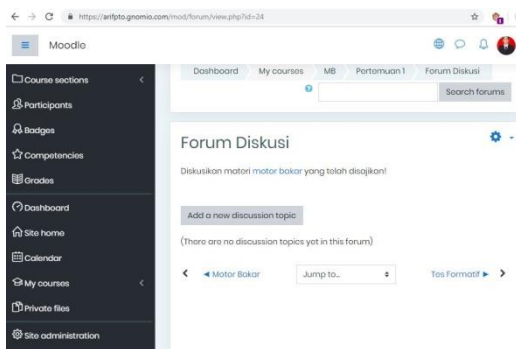 https://arifpto.gnomio.com/mod/forum/view.php?id=24
Moodle
Course sections
Participants
Badges
Competencies
Grades
Dashboard
Site home
Calendar
My courses
Private files
Site administration
Dashboard My courses MB Pertemuan 1 Forum Diskusi
Search forums
Forum Diskusi
Diskusikan materi motor bakar yang telah disajikan!
Add a new discussion topic
(There are no discussion topics yet in this forum)
◄ Motor Bakar Jump to... Tes Formatif ►